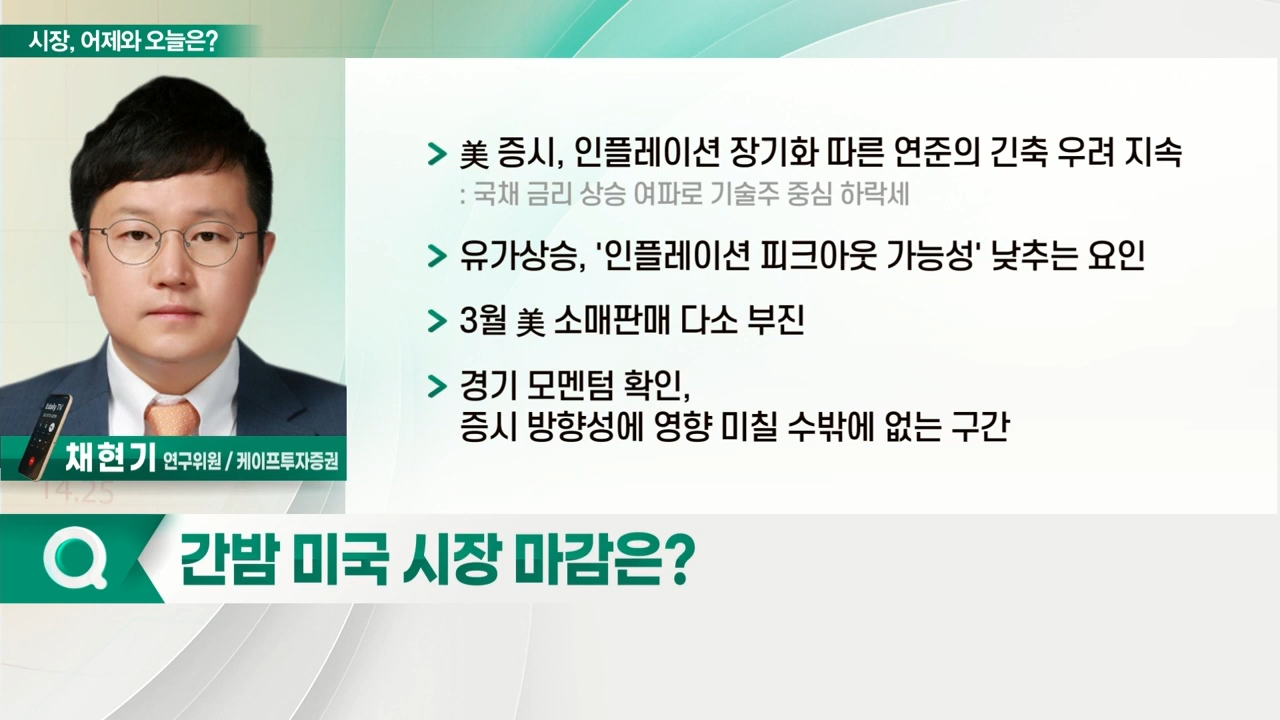 시장, 어제와 오늘은?
美 증시, 인플레이션 장기화 따른 연준의 긴축 우려 지속
: 국채 금리 상승 여파로 기술주 중심 하락세
유가상승, '인플레이션 피크아웃 가능성' 낮추는 요인
3월 美 소매판매 다소 부진
경기 모멘텀 확인,
증시 방향성에 영향 미칠 수밖에 없는 구간
채현기 연구위원 / 케이프투자증권
14.25
간밤 미국 시장 마감은?